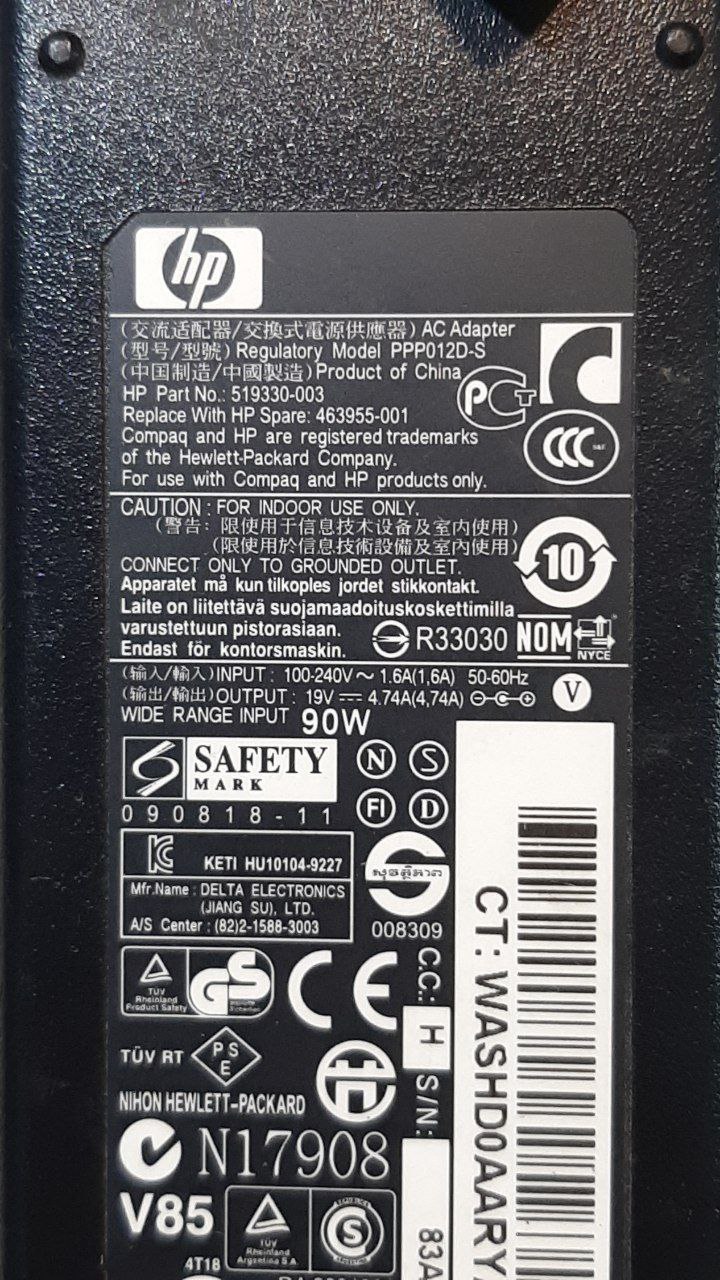 hp
(交流适配器/交換式電源供應器) AC Adapter
(型号/型號) Regulatory Model PPP012D-S
(中国制造/中國製造) Product of China
HP Part No.: 519330-003
Replace With HP Spare: 463955-001
Compaq and HP are registered trademarks
of the Hewlett-Packard Company.
For use with Compaq and HP products only.
CAUTION : FOR INDOOR USE ONLY.
(警告: 限使用于信息技术设备及室内使用)
(限使用於信息技術設備及室內使用)
10
CONNECT ONLY TO GROUNDED OUTLET.
Apparatet må kun tilkoples jordet stikkontakt.
Laite on liitettävä suojamaadoituskoskettimilla
varustettuun pistorasiaan.
Endast för kontorsmaskin.
R33030 NOM
NYCE
(输入/輸入) INPUT : 100-240V~ 1.6A(1,6A) 50-60Hz
(输出/輸出) OUTPUT : 19V ⎓ 4.74A(4,74A)
V
WIDE RANGE INPUT 90W
SAFETY
MARK
N S
FI D
090818-11
KETI HU10104-9227
Mfr.Name : DELTA ELECTRONICS
(JIANG SU), LTD.
A/S Center : (82)2-1588-3003
008309
TÜV
Rheinland
Product Safety
GS
CE
C.C.: H
TÜV RT
PS
E
S/N:
NIHON HEWLETT-PACKARD
N17908
V85
TÜV
Rheinland
Argentina S A
S
83A
4T18
CT: WASHD0AARY